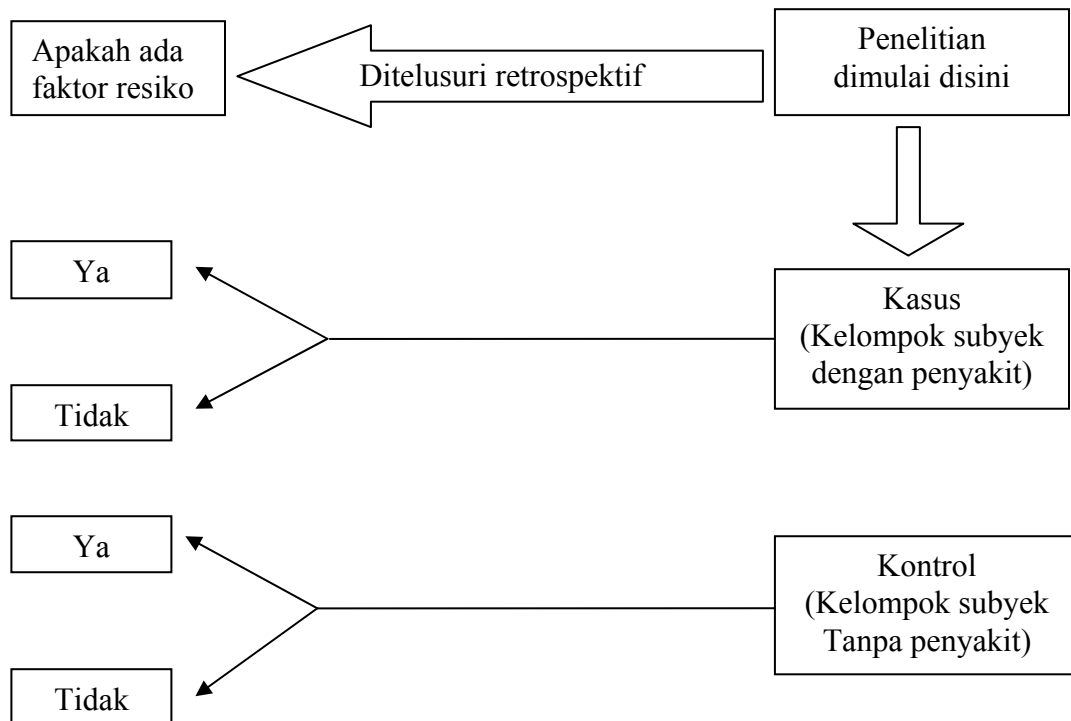 Apakah ada
faktor resiko
Ditelusuri retrospektif
Penelitian
dimulai disini
Ya
Tidak
Kasus
(Kelompok subyek
dengan penyakit)
Ya
Tidak
Kontrol
(Kelompok subyek
Tanpa penyakit)